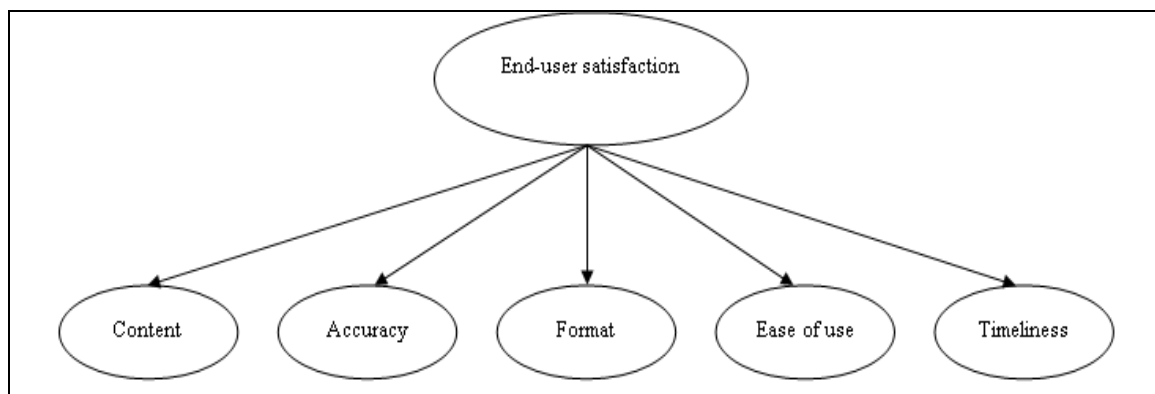 End-user satisfaction
Content
Accuracy
Format
Ease of use
Timeliness